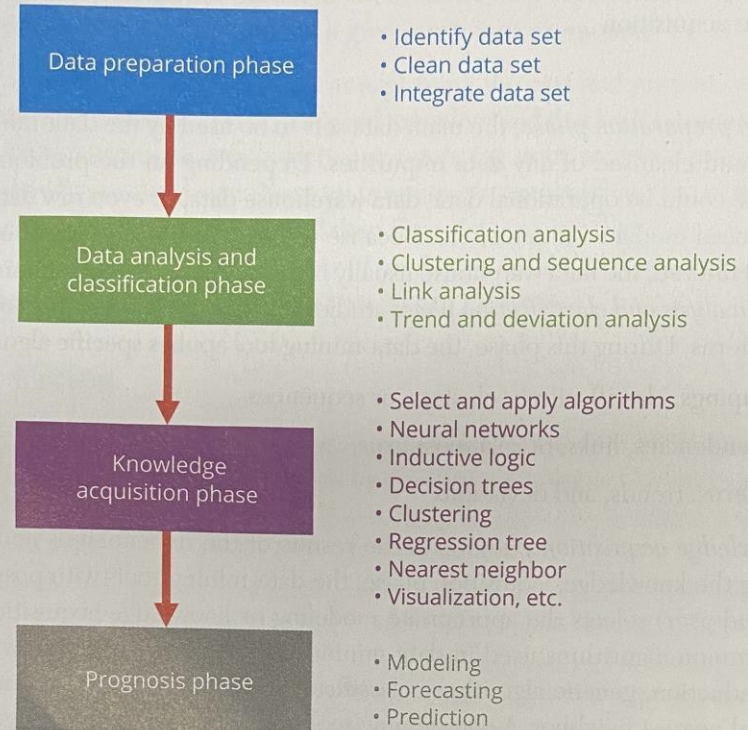 Data preparation phase
• Identify data set
• Clean data set
• Integrate data set
Data analysis and
classification phase
• Classification analysis
• Clustering and sequence analysis
• Link analysis
• Trend and deviation analysis
Knowledge
acquisition phase
• Select and apply algorithms
• Neural networks
• Inductive logic
• Decision trees
• Clustering
• Regression tree
• Nearest neighbor
• Visualization, etc.
Prognosis phase
• Modeling
• Forecasting
• Prediction